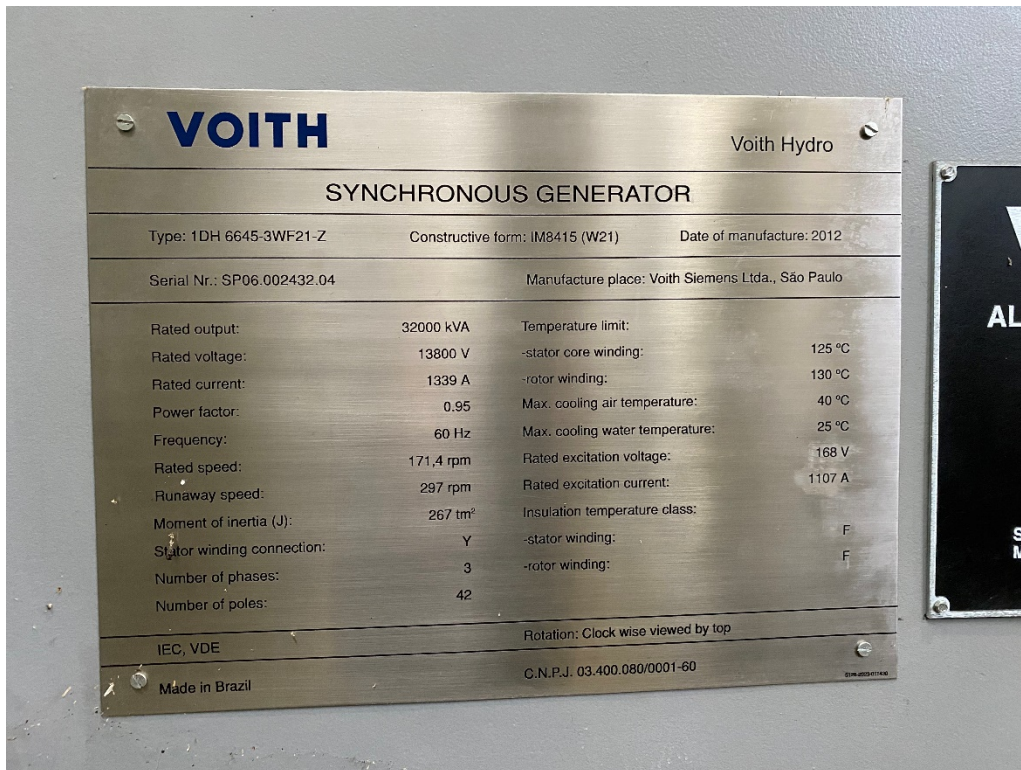 VOITH
Voith Hydro
SYNCHRONOUS GENERATOR
Type: 1DH 6645-3WF21-Z Constructive form: IM8415 (W21) Date of manufacture: 2012
Serial Nr.: SP06.002432.04 Manufacture place: Voith Siemens Ltda., São Paulo
Rated output: 32000 kVA
Rated voltage: 13800 V
Rated current: 1339 A
Power factor: 0.95
Frequency: 60 Hz
Rated speed: 171,4 rpm
Runaway speed: 297 rpm
Moment of inertia (J): 267 tm²
Stator winding connection: Y
Number of phases: 3
Number of poles: 42
Temperature limit:
-stator core winding: 125 ºC
-rotor winding: 130 ºC
Max. cooling air temperature: 40 ºC
Max. cooling water temperature: 25 ºC
Rated excitation voltage: 168 V
Rated excitation current: 1107 A
Insulation temperature class:
-stator winding: F
-rotor winding: F
IEC, VDE
Rotation: Clock wise viewed by top
Made in Brazil
C.N.P.J. 03.400.080/0001-60
AL
S
M